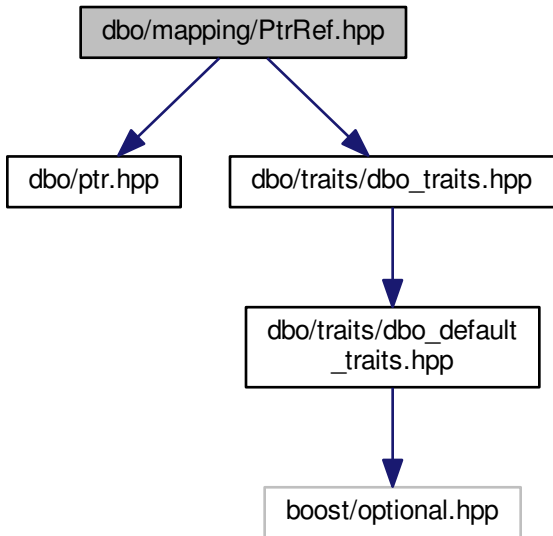 dbo/mapping/PtrRef.hpp
dbo/ptr.hpp
dbo/traits/dbo_traits.hpp
dbo/traits/dbo_default
_traits.hpp
boost/optional.hpp